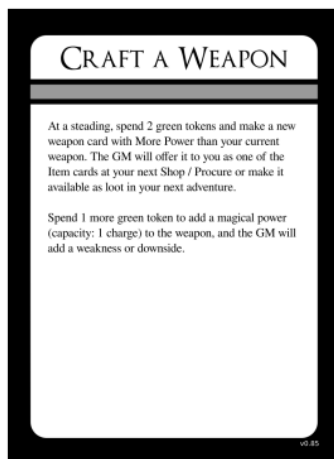 CRAFT A WEAPON
At a steading, spend 2 green tokens and make a new
weapon card with More Power than your current
weapon. The GM will offer it to you as one of the
Item cards at your next Shop / Procure or make it
available as loot in your next adventure.
Spend 1 more green token to add a magical power
(capacity: 1 charge) to the weapon, and the GM will
add a weakness or downside.
v0.85